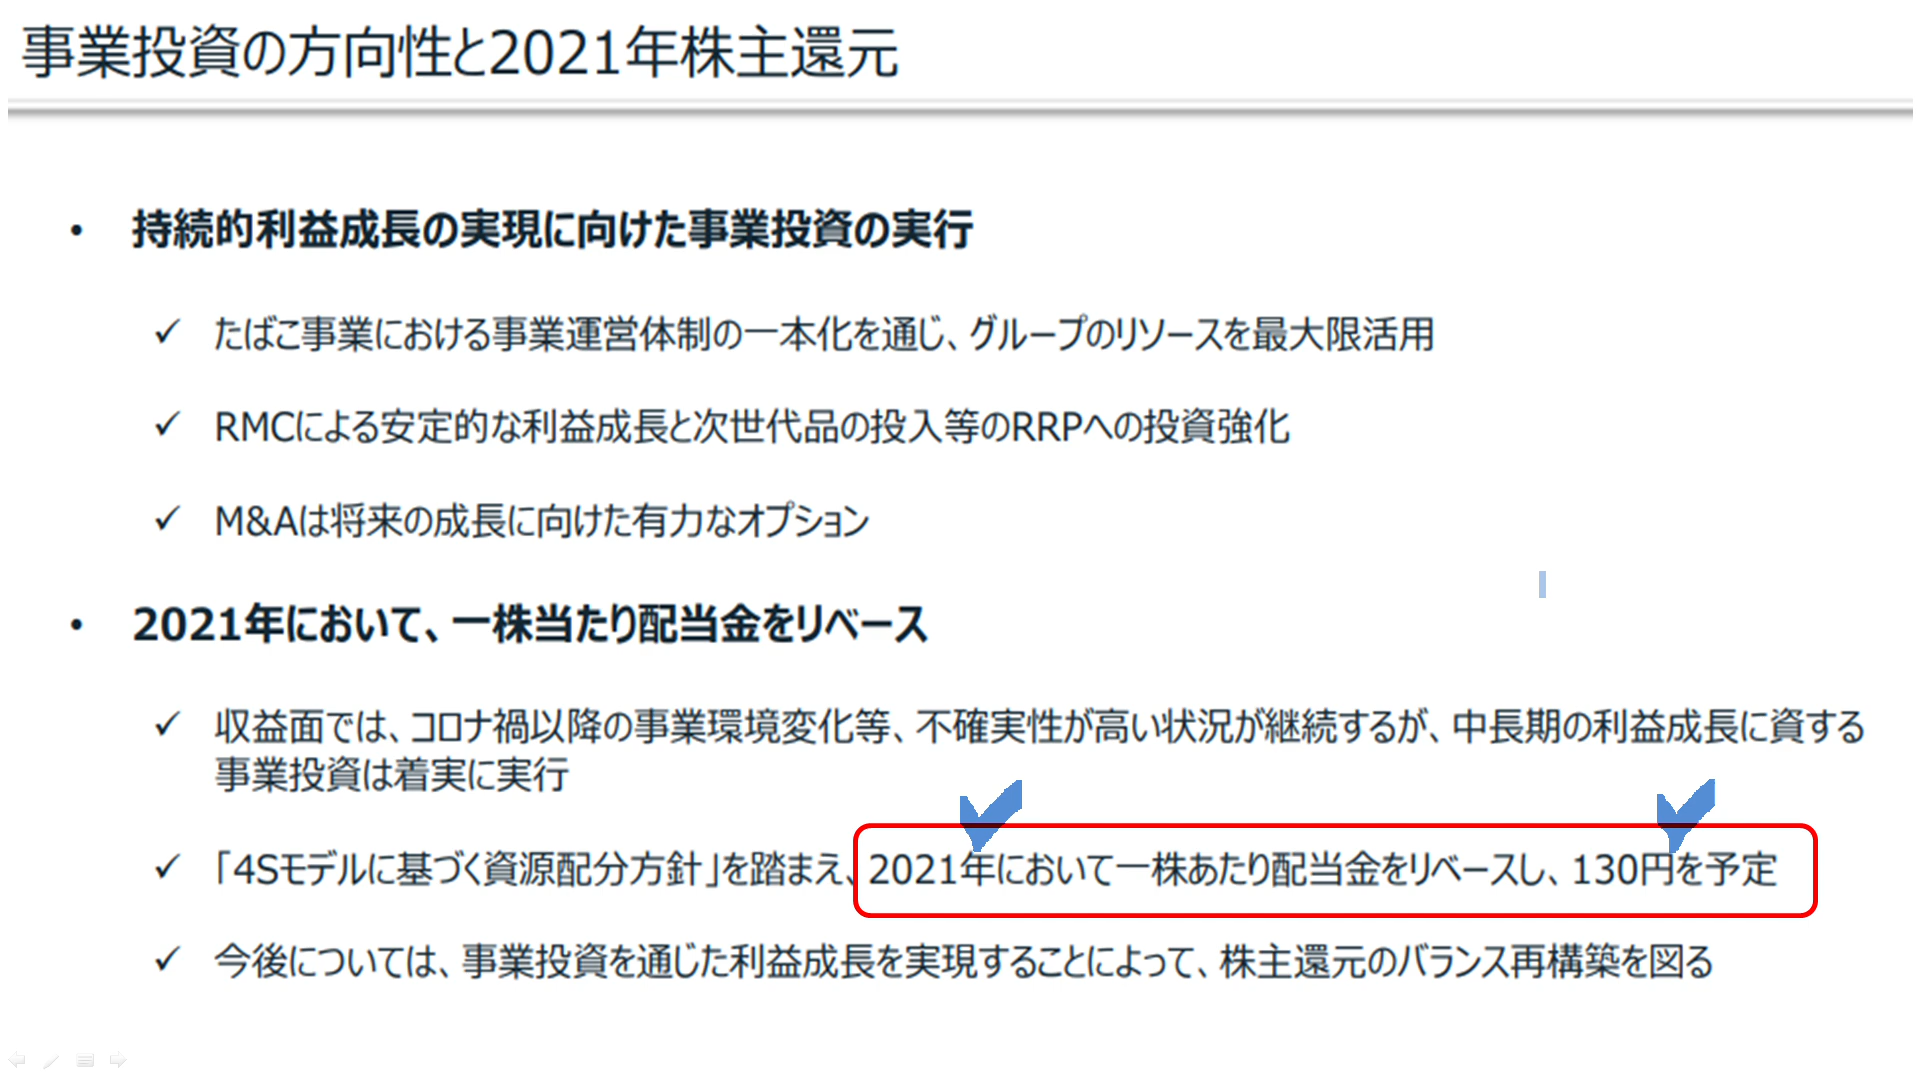 事業投資の方向性と2021年株主還元
• 持続的利益成長の実現に向けた事業投資の実行
✓ たばこ事業における事業運営体制の一本化を通じ、グループのリソースを最大限活用
✓ RMCによる安定的な利益成長と次世代品の投入等のRRPへの投資強化
✓ M&Aは将来の成長に向けた有力なオプション
• 2021年において、一株当たり配当金をリベース
✓ 収益面では、コロナ禍以降の事業環境変化等、不確実性が高い状況が継続するが、中長期の利益成長に資する
事業投資は着実に実行
✓ 「4Sモデルに基づく資源配分方針」を踏まえ、2021年において一株あたり配当金をリベースし、130円を予定
✓ 今後については、事業投資を通じた利益成長を実現することによって、株主還元のバランス再構築を図る